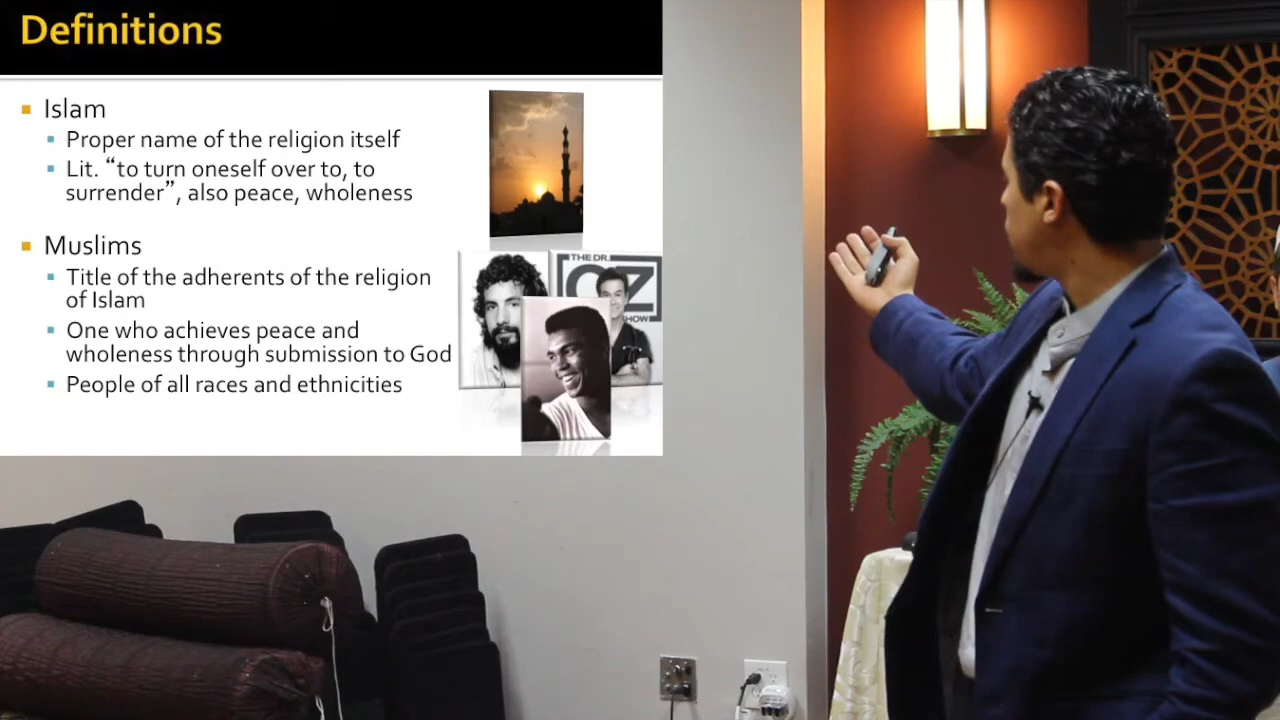 Definitions
Islam
Proper name of the religion itself
Lit. “to turn oneself over to, to
surrender”, also peace, wholeness
Muslims
Title of the adherents of the religion
of Islam
One who achieves peace and
wholeness through submission to God
People of all races and ethnicities
THE DR.
OZ
SHOW